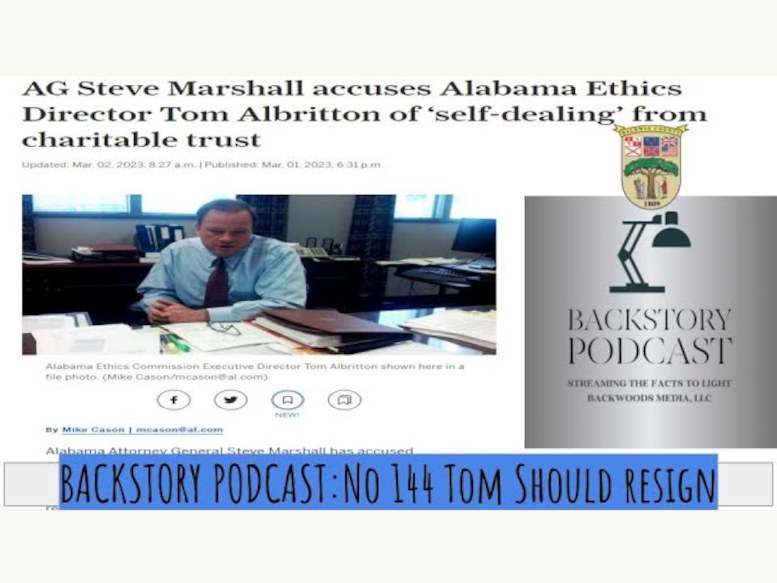 AG Steve Marshall accuses Alabama Ethics
Director Tom Albritton of ‘self-dealing’ from
charitable trust
Updated: Mar. 02, 2023, 8:27 a.m. | Published: Mar. 01, 2023, 6:31 p.m.
BALDWIN COUNTY
1809
BACKSTORY
PODCAST
STREAMING THE FACTS TO LIGHT
BACKWOODS MEDIA, LLC
Alabama Ethics Commission Executive Director Tom Albritton shown here in a
file photo. (Mike Cason/mcason@al.com)
NEW!
By Mike Cason | mcason@al.com
Alabama Attorney General Steve Marshall has accused
BACKSTORY PODCAST:No 144 Tom Should resign